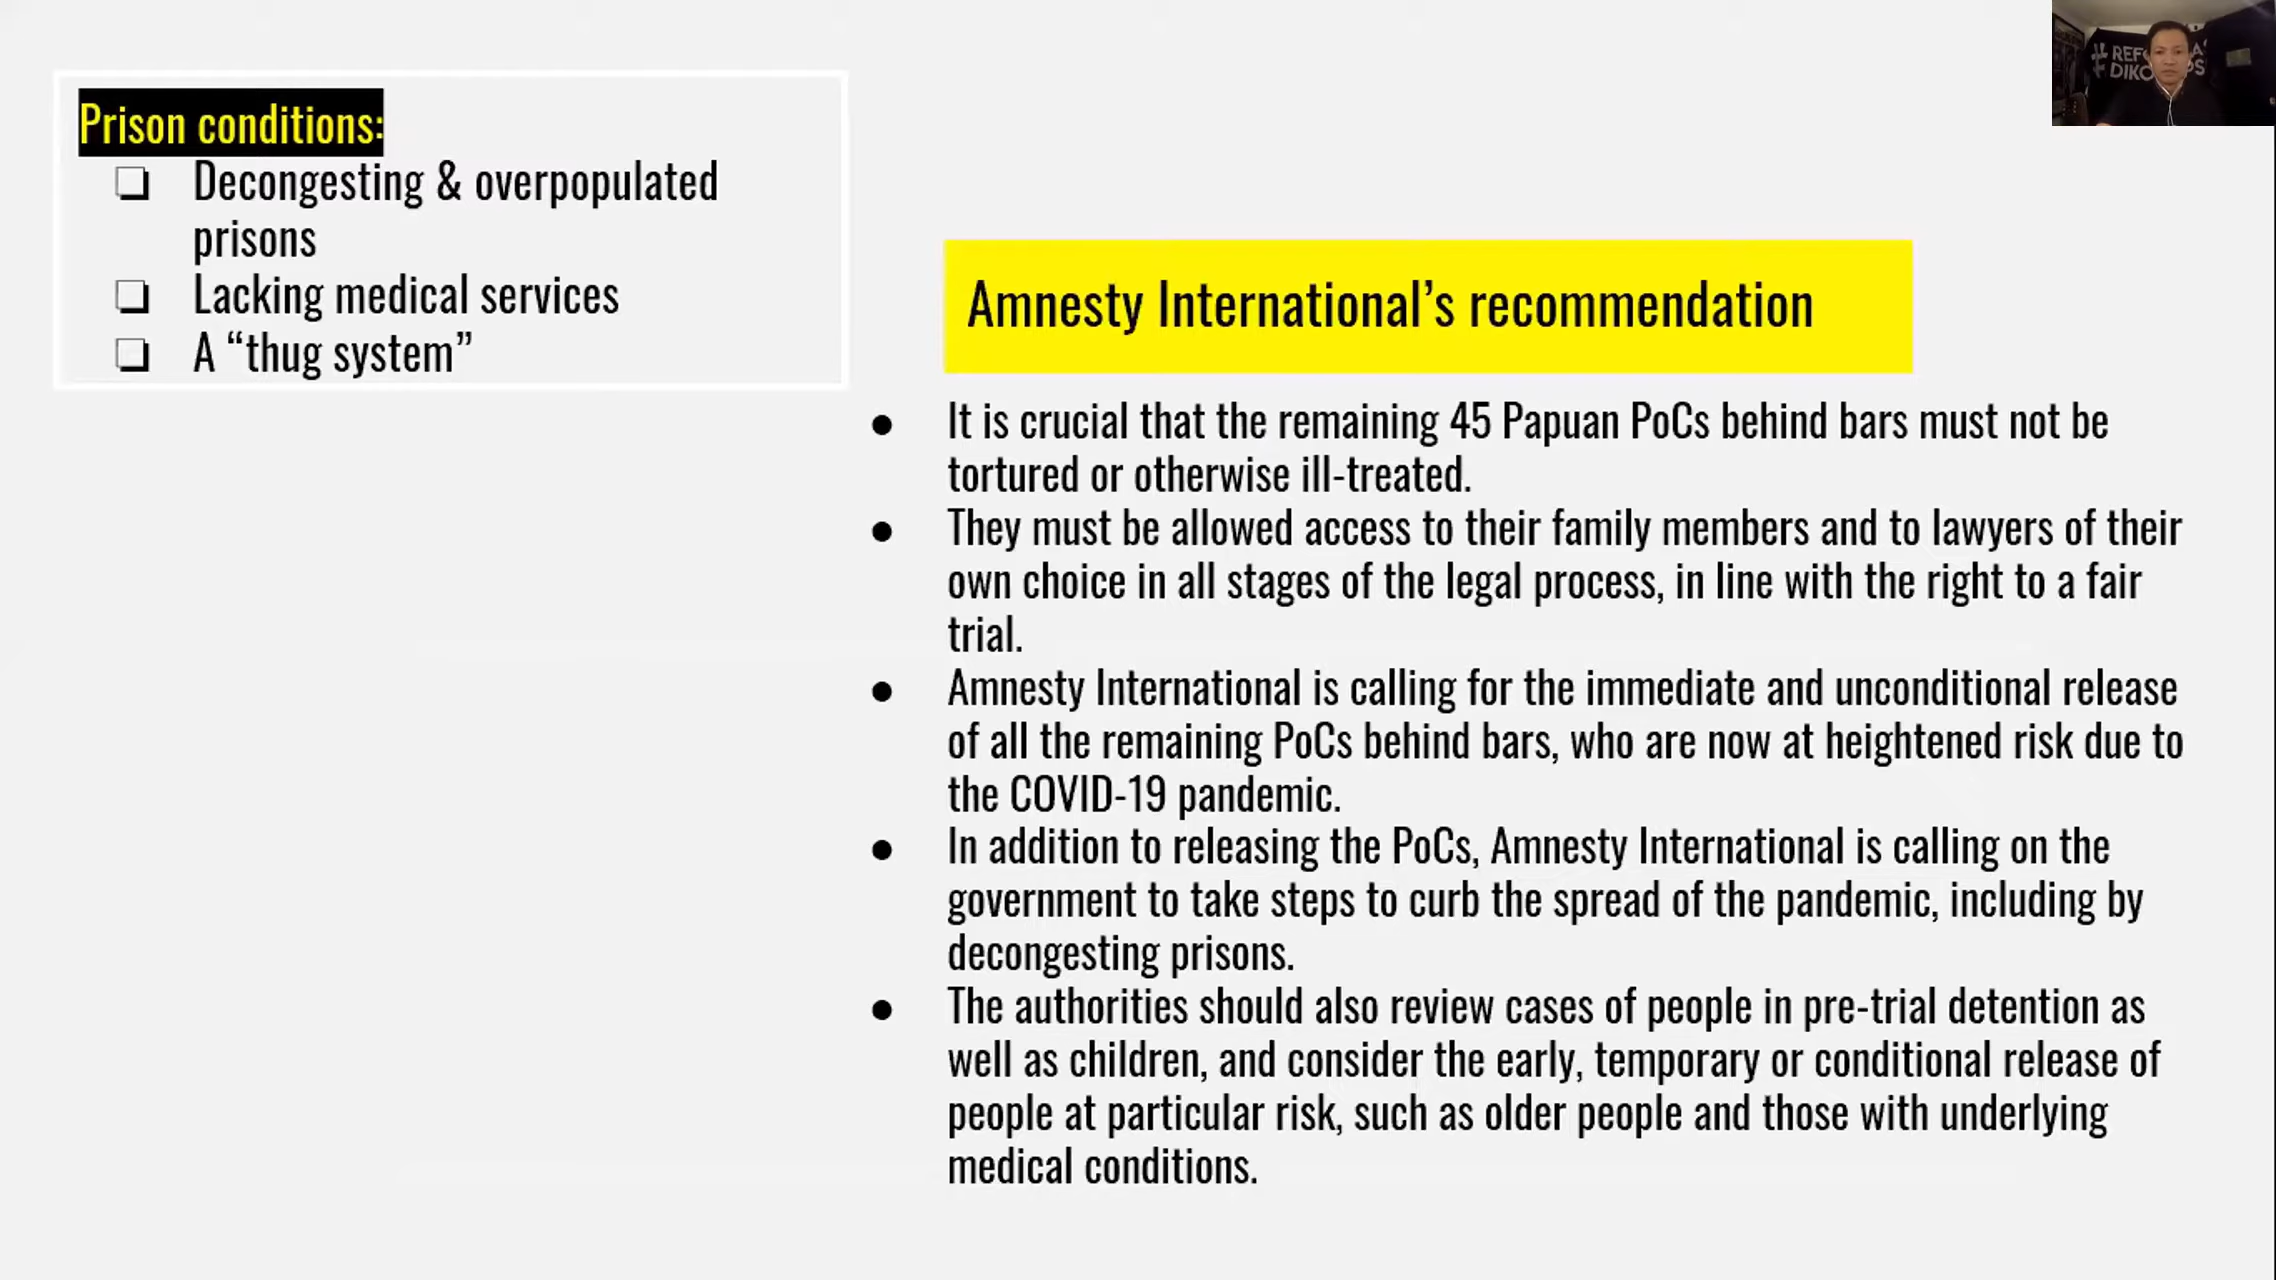 Prison conditions:
❏ Decongesting & overpopulated
prisons
❏ Lacking medical services
❏ A “thug system”
Amnesty International’s recommendation
● It is crucial that the remaining 45 Papuan PoCs behind bars must not be
tortured or otherwise ill-treated.
● They must be allowed access to their family members and to lawyers of their
own choice in all stages of the legal process, in line with the right to a fair
trial.
● Amnesty International is calling for the immediate and unconditional release
of all the remaining PoCs behind bars, who are now at heightened risk due to
the COVID-19 pandemic.
● In addition to releasing the PoCs, Amnesty International is calling on the
government to take steps to curb the spread of the pandemic, including by
decongesting prisons.
● The authorities should also review cases of people in pre-trial detention as
well as children, and consider the early, temporary or conditional release of
people at particular risk, such as older people and those with underlying
medical conditions.